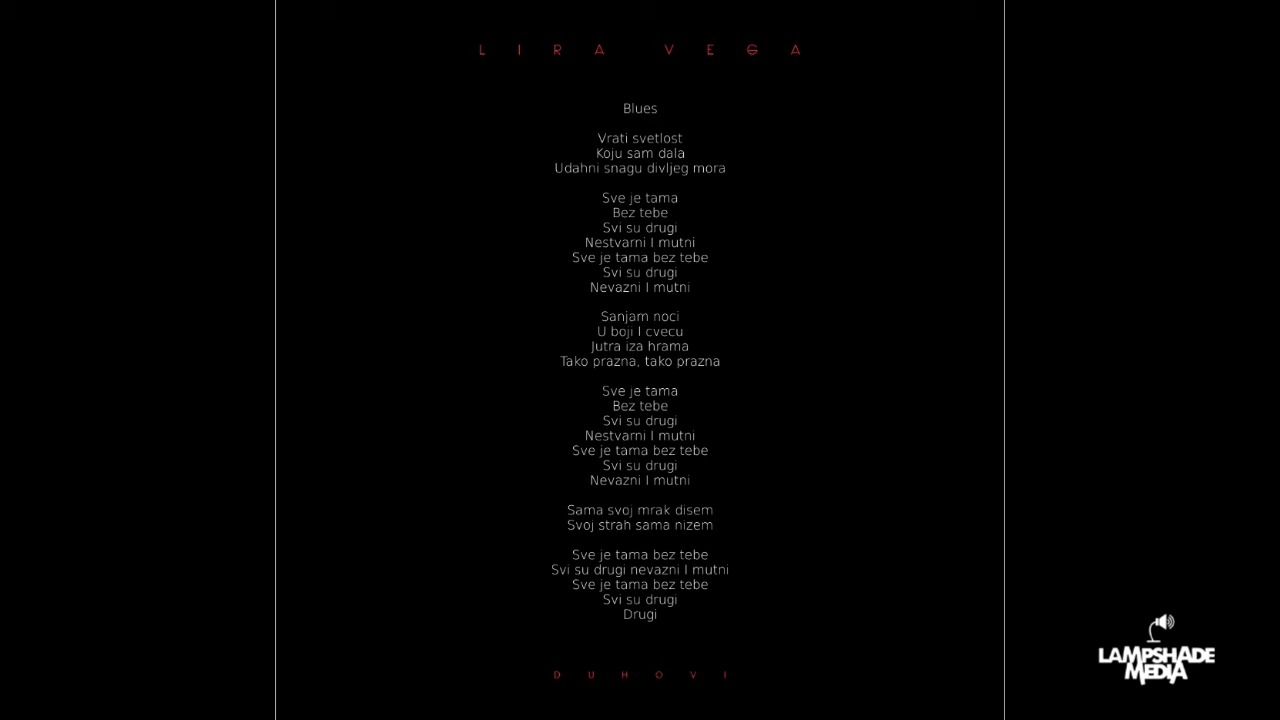 LIRA VEGA
Blues
Vrati svetlost
Koju sam dala
Udahni snagu divljeg mora
Sve je tama
Bez tebe
Svi su drugi
Nestvarni I mutni
Sve je tama bez tebe
Svi su drugi
Nevazni I mutni
Sanjam noci
U boji I cvecu
Jutra iza hrama
Tako prazna, tako prazna
Sve je tama
Bez tebe
Svi su drugi
Nestvarni I mutni
Sve je tama bez tebe
Svi su drugi
Nevazni I mutni
Sama svoj mrak disem
Svoj strah sama nizem
Sve je tama bez tebe
Svi su drugi nevazni I mutni
Sve je tama bez tebe
Svi su drugi
Drugi
DUHOVI
LAMPSHADE
MEDIA